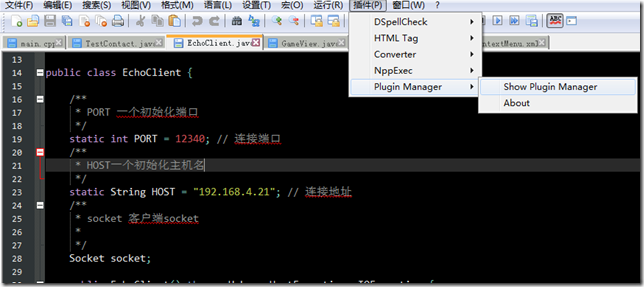 文件(F) 编辑(E) 搜索(S) 视图(V) 格式(M) 语言(L) 设置(T) 宏(O) 运行(R) 插件(P) 窗口(W) ?
main.cpp TestContact.java EchoClient.java GameView.java ntextMenu.xml
DSpellCheck
HTML Tag
Converter
NppExec
Plugin Manager
Show Plugin Manager
About
13
14 public class EchoClient {
15
16 /**
17 * PORT 一个初始化端口
18 */
19 static int PORT = 12340; // 连接端口
20 /**
21 * HOST一个初始化主机名
22 */
23 static String HOST = "192.168.4.21"; // 连接地址
24 /**
25 * socket 客户端socket
26 *
27 */
28 Socket socket;
29